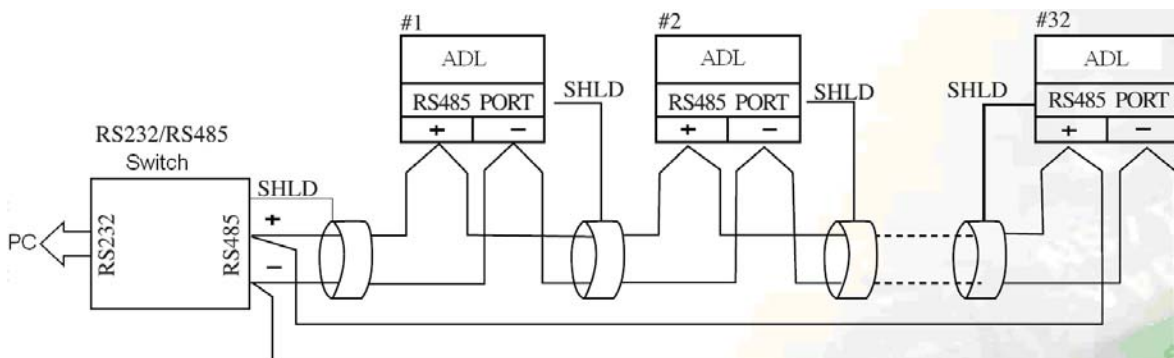 #1
#2
#32
ADL
ADL
ADL
SHLD
SHLD
SHLD
RS485 PORT
RS485 PORT
RS485 PORT
+ −
+ −
+ −
RS232/RS485
Switch
SHLD
+
−
PC
RS232
RS485